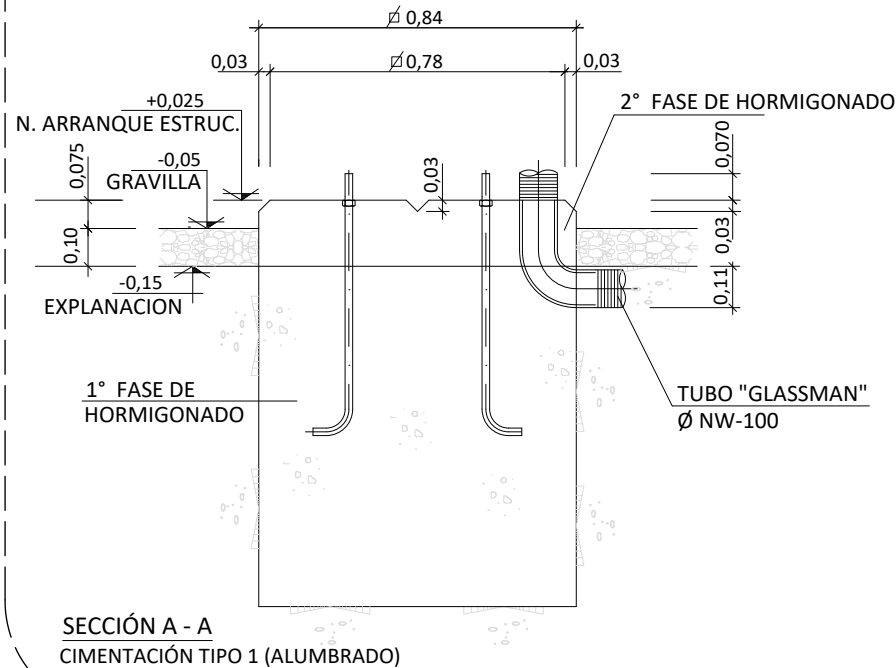 ⌷ 0,84
0,03
⌷ 0,78
0,03
+0,025
N. ARRANQUE ESTRUC.
2° FASE DE HORMIGONADO
0,075
-0,05
GRAVILLA
0,03
0,070
0,10
0,03
-0,15
EXPLANACION
0,11
1° FASE DE
HORMIGONADO
TUBO "GLASSMAN"
Ø NW-100
SECCIÓN A - A
CIMENTACIÓN TIPO 1 (ALUMBRADO)